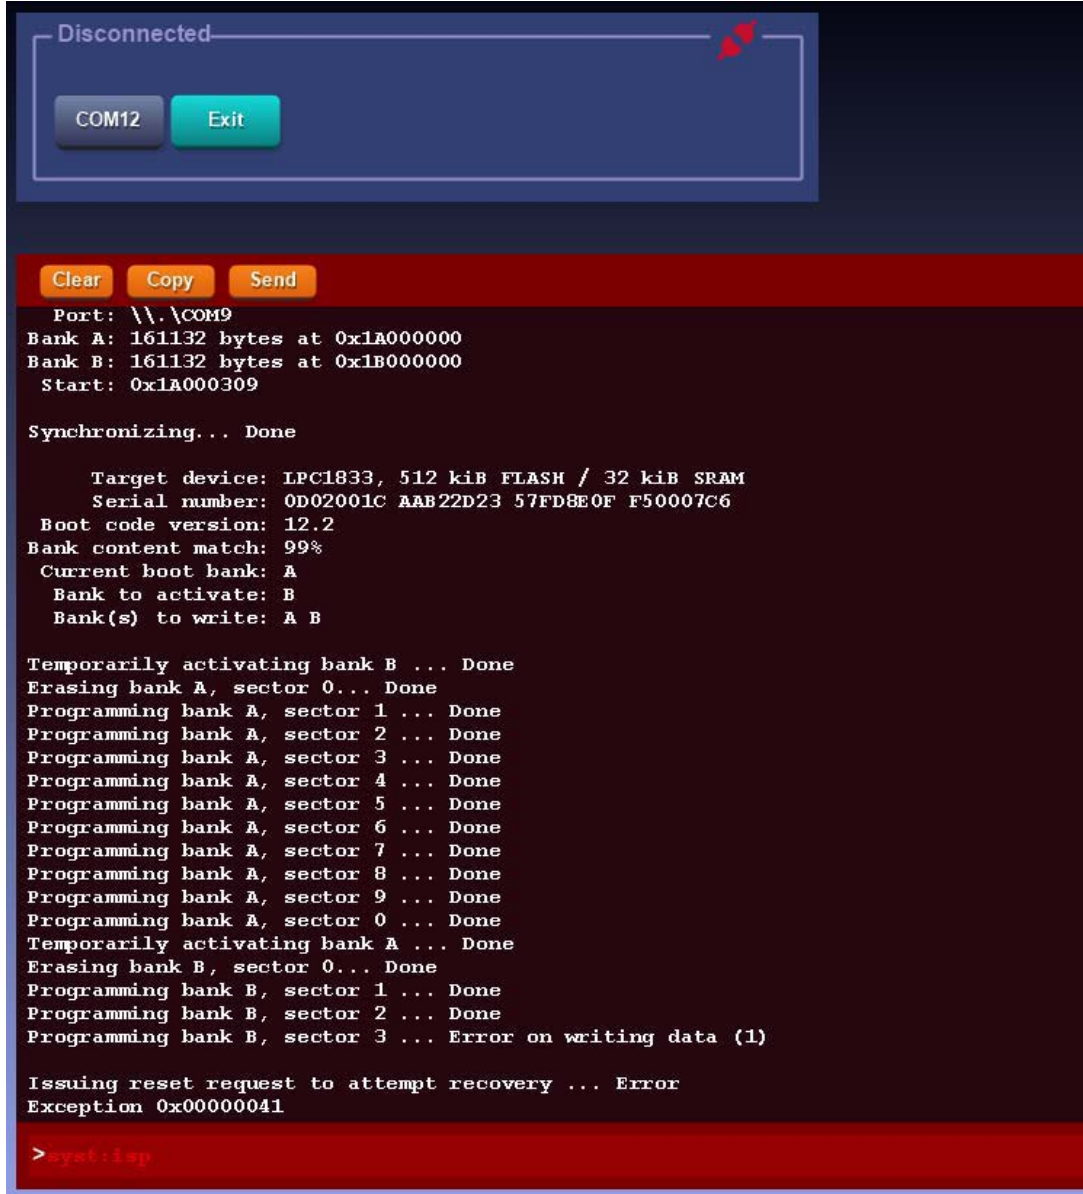 Disconnected
COM12 Exit
Clear Copy Send
Port: \\.\COM9
Bank A: 161132 bytes at 0x1A000000
Bank B: 161132 bytes at 0x1B000000
Start: 0x1A000309
Synchronizing... Done
Target device: LPC1833, 512 kiB FLASH / 32 kiB SRAM
Serial number: 0D02001C AAB22D23 57FD8E0F F50007C6
Boot code version: 12.2
Bank content match: 99%
Current boot bank: A
Bank to activate: B
Bank(s) to write: A B
Temporarily activating bank B ... Done
Erasing bank A, sector 0... Done
Programming bank A, sector 1 ... Done
Programming bank A, sector 2 ... Done
Programming bank A, sector 3 ... Done
Programming bank A, sector 4 ... Done
Programming bank A, sector 5 ... Done
Programming bank A, sector 6 ... Done
Programming bank A, sector 7 ... Done
Programming bank A, sector 8 ... Done
Programming bank A, sector 9 ... Done
Programming bank A, sector 0 ... Done
Temporarily activating bank A ... Done
Erasing bank B, sector 0... Done
Programming bank B, sector 1 ... Done
Programming bank B, sector 2 ... Done
Programming bank B, sector 3 ... Error on writing data (1)
Issuing reset request to attempt recovery ... Error
Exception 0x00000041
>syst:isp